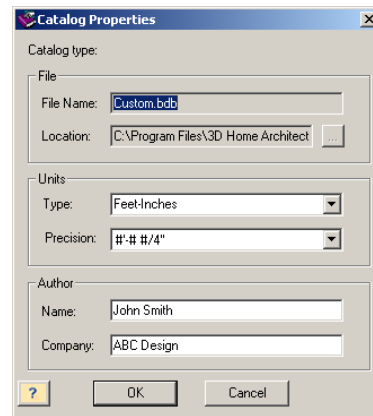 Catalog Properties
Catalog type:
File
File Name: Custom.bdb
Location: C:\Program Files\3D Home Architect ...
Units
Type: Feet-Inches
Precision: #'-# #/4"
Author
Name: John Smith
Company: ABC Design
? OK Cancel